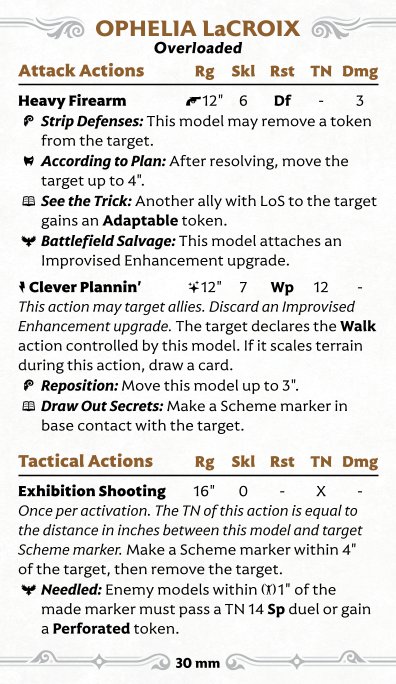 OPHELIA LaCROIX
Overloaded
Attack Actions Rg Skl Rst TN Dmg
Heavy Firearm 12" 6 Df - 3
Strip Defenses: This model may remove a token
from the target.
According to Plan: After resolving, move the
target up to 4".
See the Trick: Another ally with LoS to the target
gains an Adaptable token.
Battlefield Salvage: This model attaches an
Improvised Enhancement upgrade.
Clever Plannin' 12" 7 Wp 12 -
This action may target allies. Discard an Improvised
Enhancement upgrade. The target declares the Walk
action controlled by this model. If it scales terrain
during this action, draw a card.
Reposition: Move this model up to 3".
Draw Out Secrets: Make a Scheme marker in
base contact with the target.
Tactical Actions Rg Skl Rst TN Dmg
Exhibition Shooting 16" 0 - X -
Once per activation. The TN of this action is equal to
the distance in inches between this model and target
Scheme marker. Make a Scheme marker within 4"
of the target, then remove the target.
Needled: Enemy models within 1" of the
made marker must pass a TN 14 Sp duel or gain
a Perforated token.
30 mm